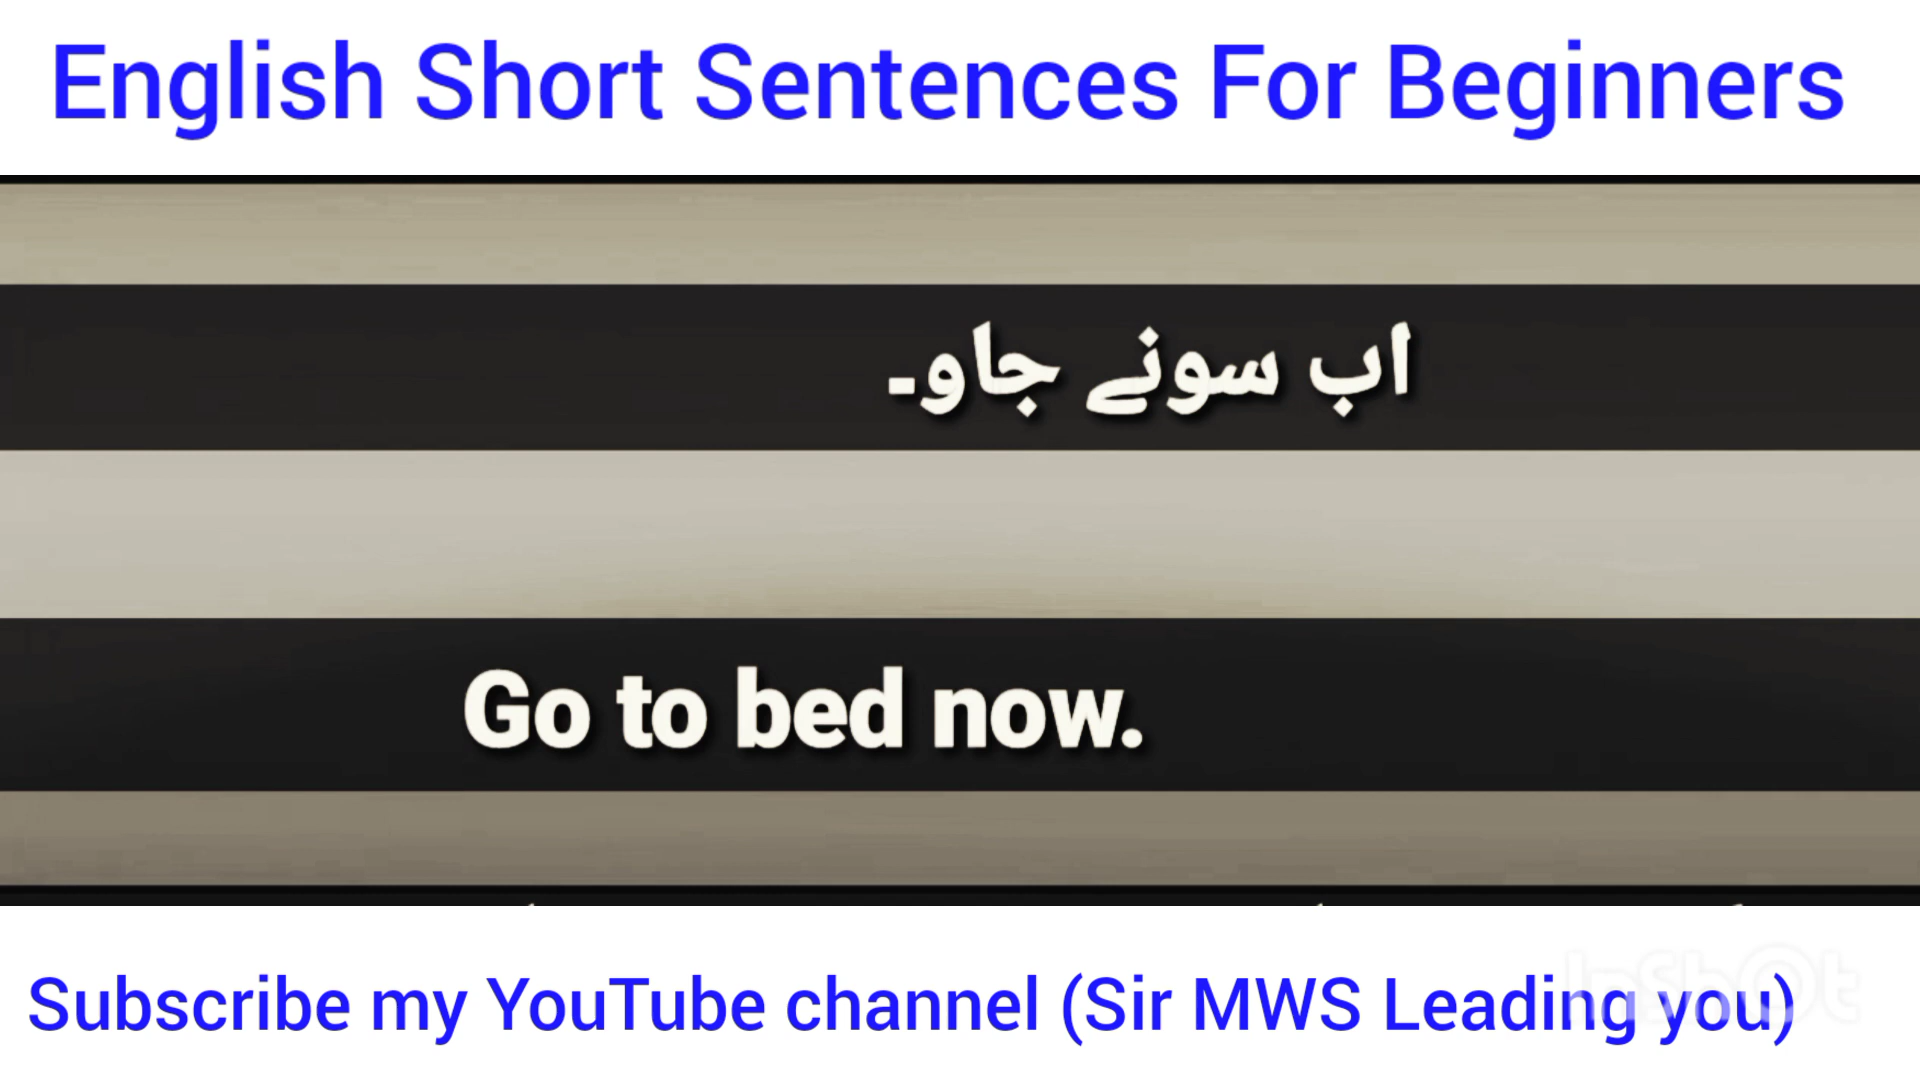 English Short Sentences For Beginners
اب سونے جاو۔
Go to bed now.
Subscribe my YouTube channel (Sir MWS Leading you)
InShOt